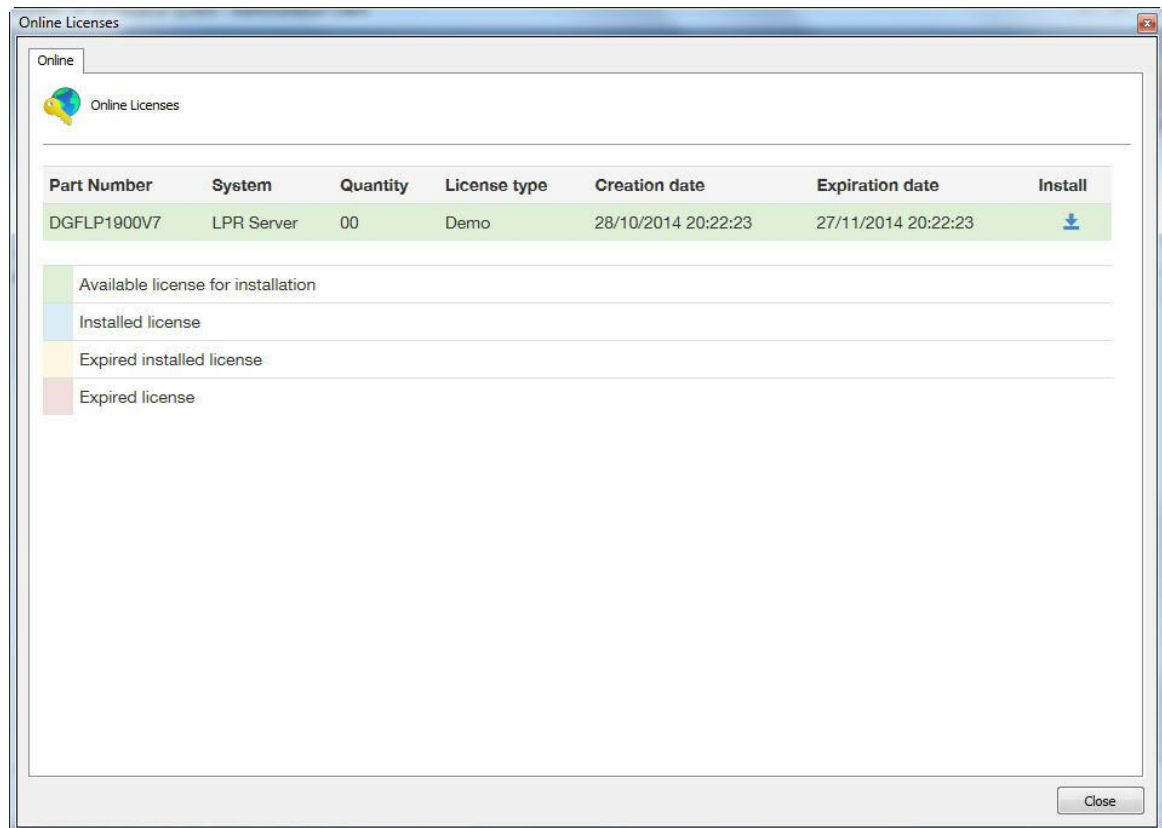 Online Licenses
Online
Online Licenses
Part Number System Quantity License type Creation date Expiration date Install
DGFLP1900V7 LPR Server 00 Demo 28/10/2014 20:22:23 27/11/2014 20:22:23
Available license for installation
Installed license
Expired installed license
Expired license
Close